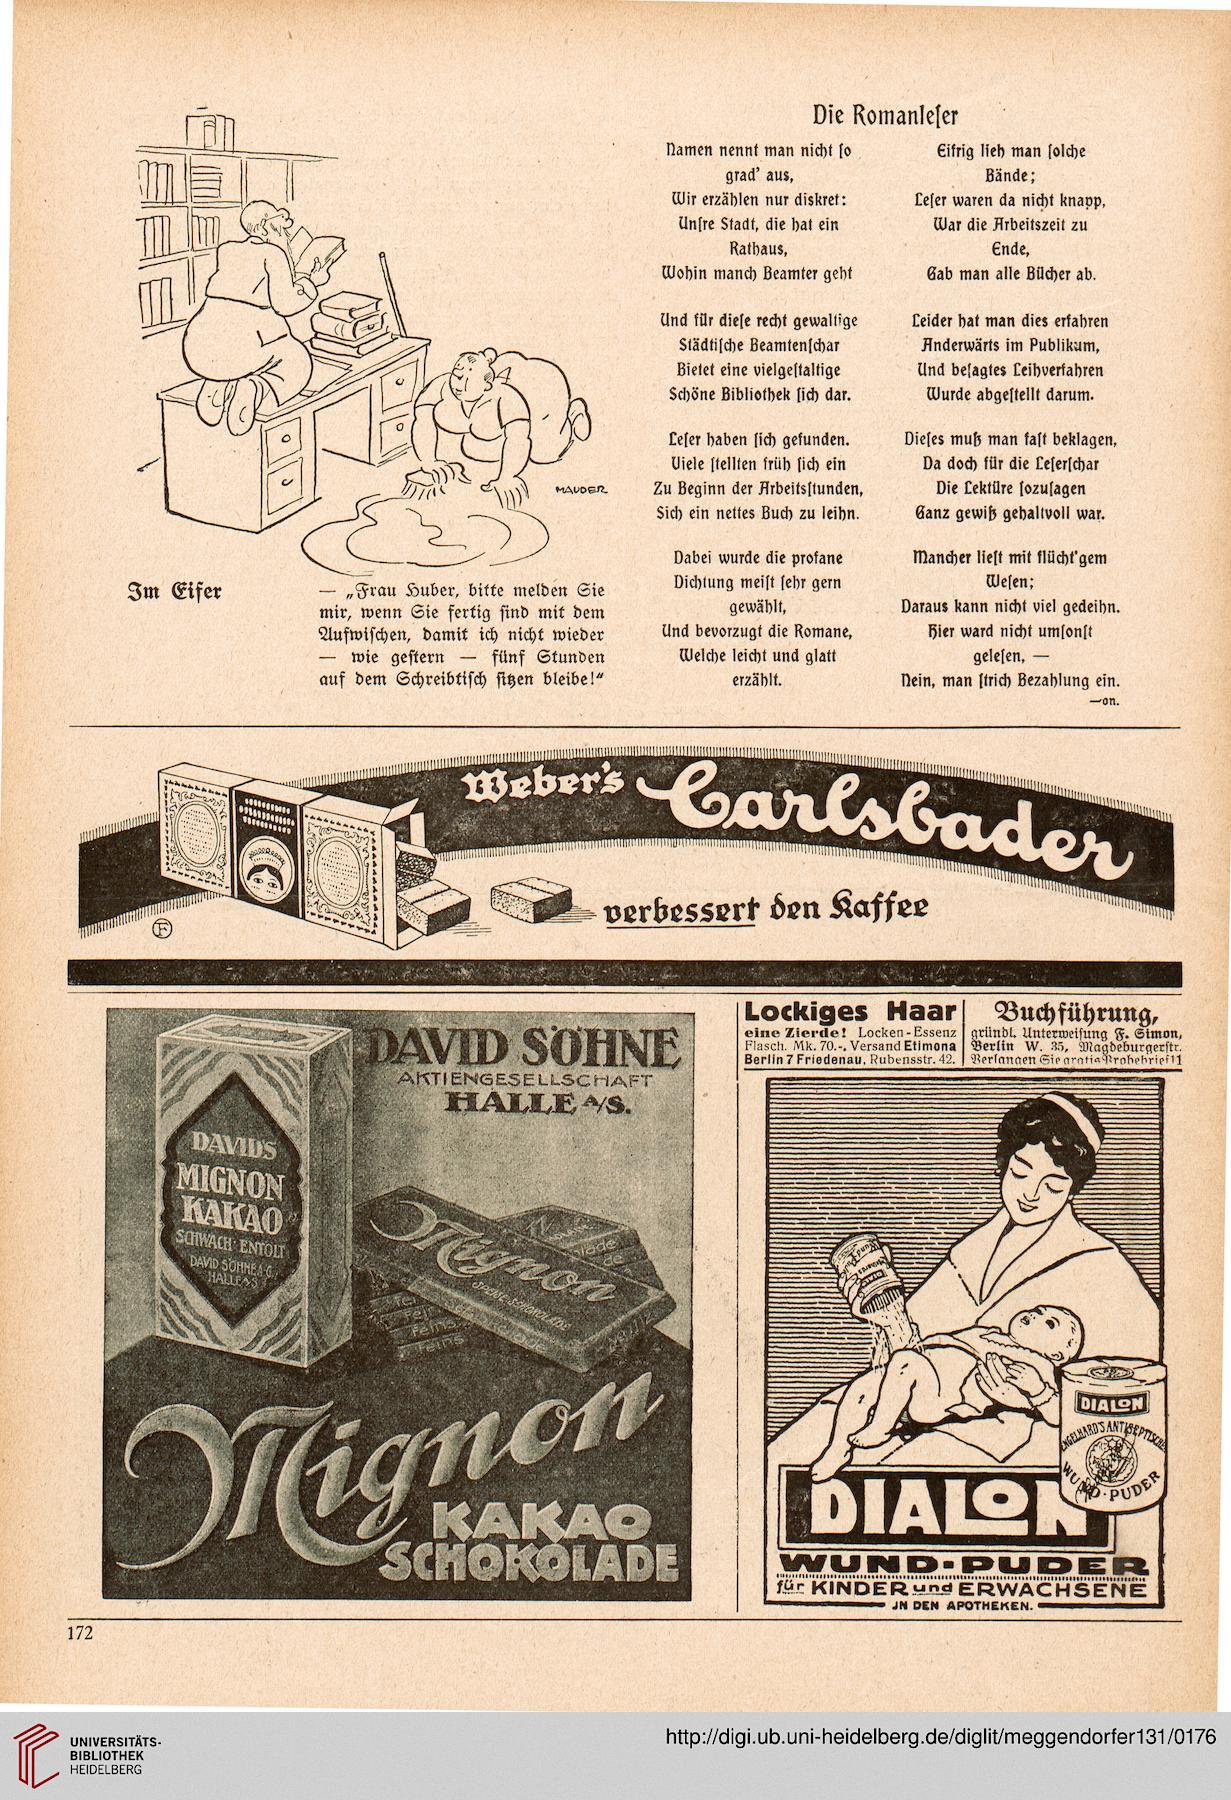 MAUDER
Im Eifer
— „Frau Huber, bitte melden Sie
mir, wenn Sie fertig sind mit dem
Aufwischen, damit ich nicht wieder
— wie gestern — fünf Stunden
auf dem Schreibtisch sitzen bleibe!“
Die Romanleſer
Namen nennt man nicht ſo
grad’ aus,
Wir erzählen nur diskret:
Unſre Stadt, die hat ein
Rathaus,
Wohin manch Beamter geht
Und für dieſe recht gewaltige
Städtiſche Beamtenſchar
Bietet eine vielgeſtaltige
Schöne Bibliothek ſich dar.
Leſer haben ſich gefunden.
Viele ſtellten früh ſich ein
Zu Beginn der Arbeitsſtunden,
Sich ein nettes Buch zu leihn.
Dabei wurde die profane
Dichtung meiſt ſehr gern
gewählt,
Und bevorzugt die Romane,
Welche leicht und glatt
erzählt.
Eifrig lieh man ſolche
Bände;
Leſer waren da nicht knapp,
War die Arbeitszeit zu
Ende,
Gab man alle Bücher ab.
Leider hat man dies erfahren
Anderwärts im Publikum,
Und beſagtes Leihverfahren
Wurde abgeſtellt darum.
Dieſes muß man faſt beklagen,
Da doch für die Leſerſchar
Die Lektüre ſozuſagen
Ganz gewiß gehaltvoll war.
Mancher lieſt mit flücht’gem
Weſen;
Daraus kann nicht viel gedeihn.
Hier ward nicht umſonſt
geleſen, —
Nein, man ſtrich Bezahlung ein.
—on.
Weber's Carlsbader
verbessert den Kaffee
F
DAVID SÖHNE
AKTIENGESELLSCHAFT
HALLE A/S.
DAVIDS
MIGNON
KAKAO
SCHWACH ENTÖLT
DAVID SÖHNE A.G.
HALLE A/S
Mignon
Mignon
KAKAO
SCHOKOLADE
Lockiges Haar
eine Zierde! Locken-Essenz
Flasch. Mk. 70.-. Versand Etimona
Berlin 7 Friedenau, Rubensstr. 42.
Buchführung,
gründl. Unterweisung F. Simon,
Berlin W. 35, Magdeburgerstr.
Verlangen Sie gratis Probebrief 11
DIALON
ENGELHARD'S ANTISEPTISCHER
WUND-PUDER
DIALON
WUND-PUDER
für KINDER und ERWACHSENE
JN DEN APOTHEKEN.
172
UNIVERSITÄTS-
BIBLIOTHEK
HEIDELBERG
http://digi.ub.uni-heidelberg.de/diglit/meggendorfer131/0176